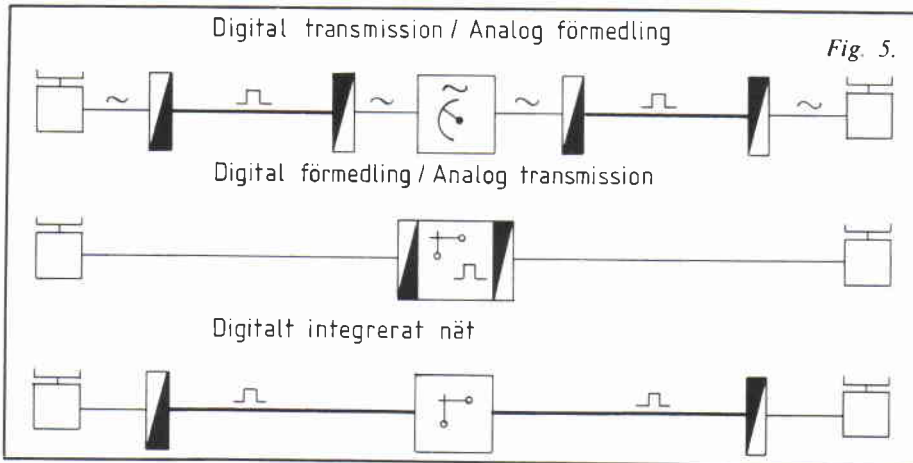 Digital transmission / Analog förmedling
Fig. 5.
Digital förmedling / Analog transmission
Digitalt integrerat nät